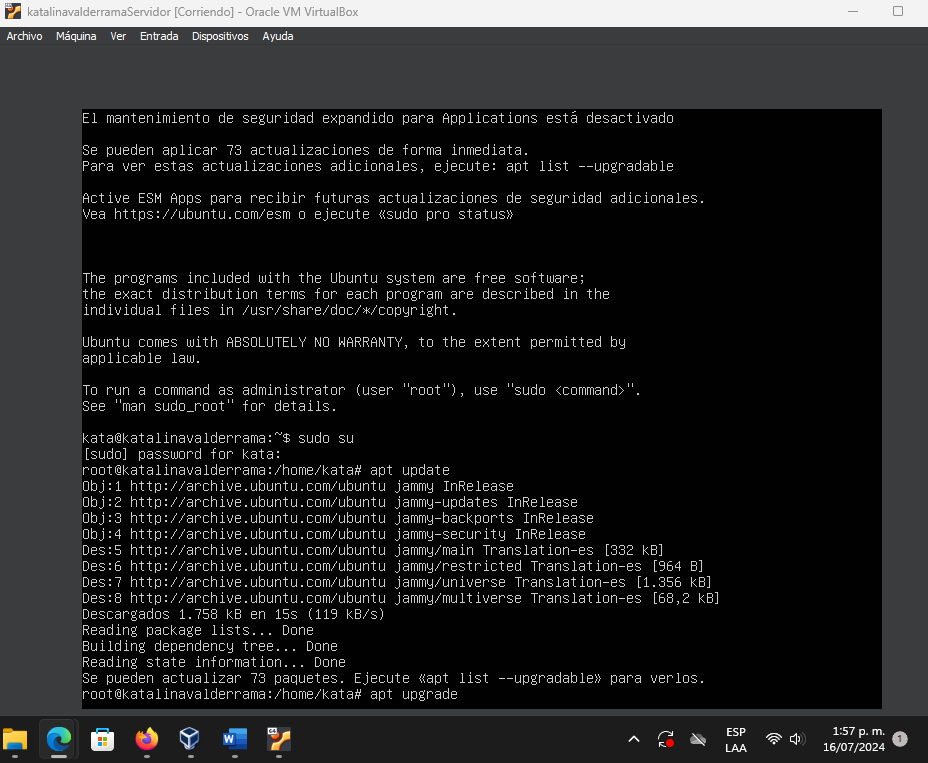 katalinavalderramaServidor [Corriendo] - Oracle VM VirtualBox
Archivo Máquina Ver Entrada Dispositivos Ayuda
El mantenimiento de seguridad expandido para Applications está desactivado
Se pueden aplicar 73 actualizaciones de forma inmediata.
Para ver estas actualizaciones adicionales, ejecute: apt list --upgradable
Active ESM Apps para recibir futuras actualizaciones de seguridad adicionales.
Vea https://ubuntu.com/esm o ejecute «sudo pro status»
The programs included with the Ubuntu system are free software;
the exact distribution terms for each program are described in the
individual files in /usr/share/doc/*/copyright.
Ubuntu comes with ABSOLUTELY NO WARRANTY, to the extent permitted by
applicable law.
To run a command as administrator (user "root"), use "sudo <command>".
See "man sudo_root" for details.
kata@katalinavalderrama:~$ sudo su
[sudo] password for kata:
root@katalinavalderrama:/home/kata# apt update
Obj:1 http://archive.ubuntu.com/ubuntu jammy InRelease
Obj:2 http://archive.ubuntu.com/ubuntu jammy-updates InRelease
Obj:3 http://archive.ubuntu.com/ubuntu jammy-backports InRelease
Obj:4 http://archive.ubuntu.com/ubuntu jammy-security InRelease
Des:5 http://archive.ubuntu.com/ubuntu jammy/main Translation-es [332 kB]
Des:6 http://archive.ubuntu.com/ubuntu jammy/restricted Translation-es [964 B]
Des:7 http://archive.ubuntu.com/ubuntu jammy/universe Translation-es [1.356 kB]
Des:8 http://archive.ubuntu.com/ubuntu jammy/multiverse Translation-es [68,2 kB]
Descargados 1.758 kB en 15s (119 kB/s)
Reading package lists... Done
Building dependency tree... Done
Reading state information... Done
Se pueden actualizar 73 paquetes. Ejecute «apt list --upgradable» para verlos.
root@katalinavalderrama:/home/kata# apt upgrade
ESP
LAA
1:57 p. m.
16/07/2024
1